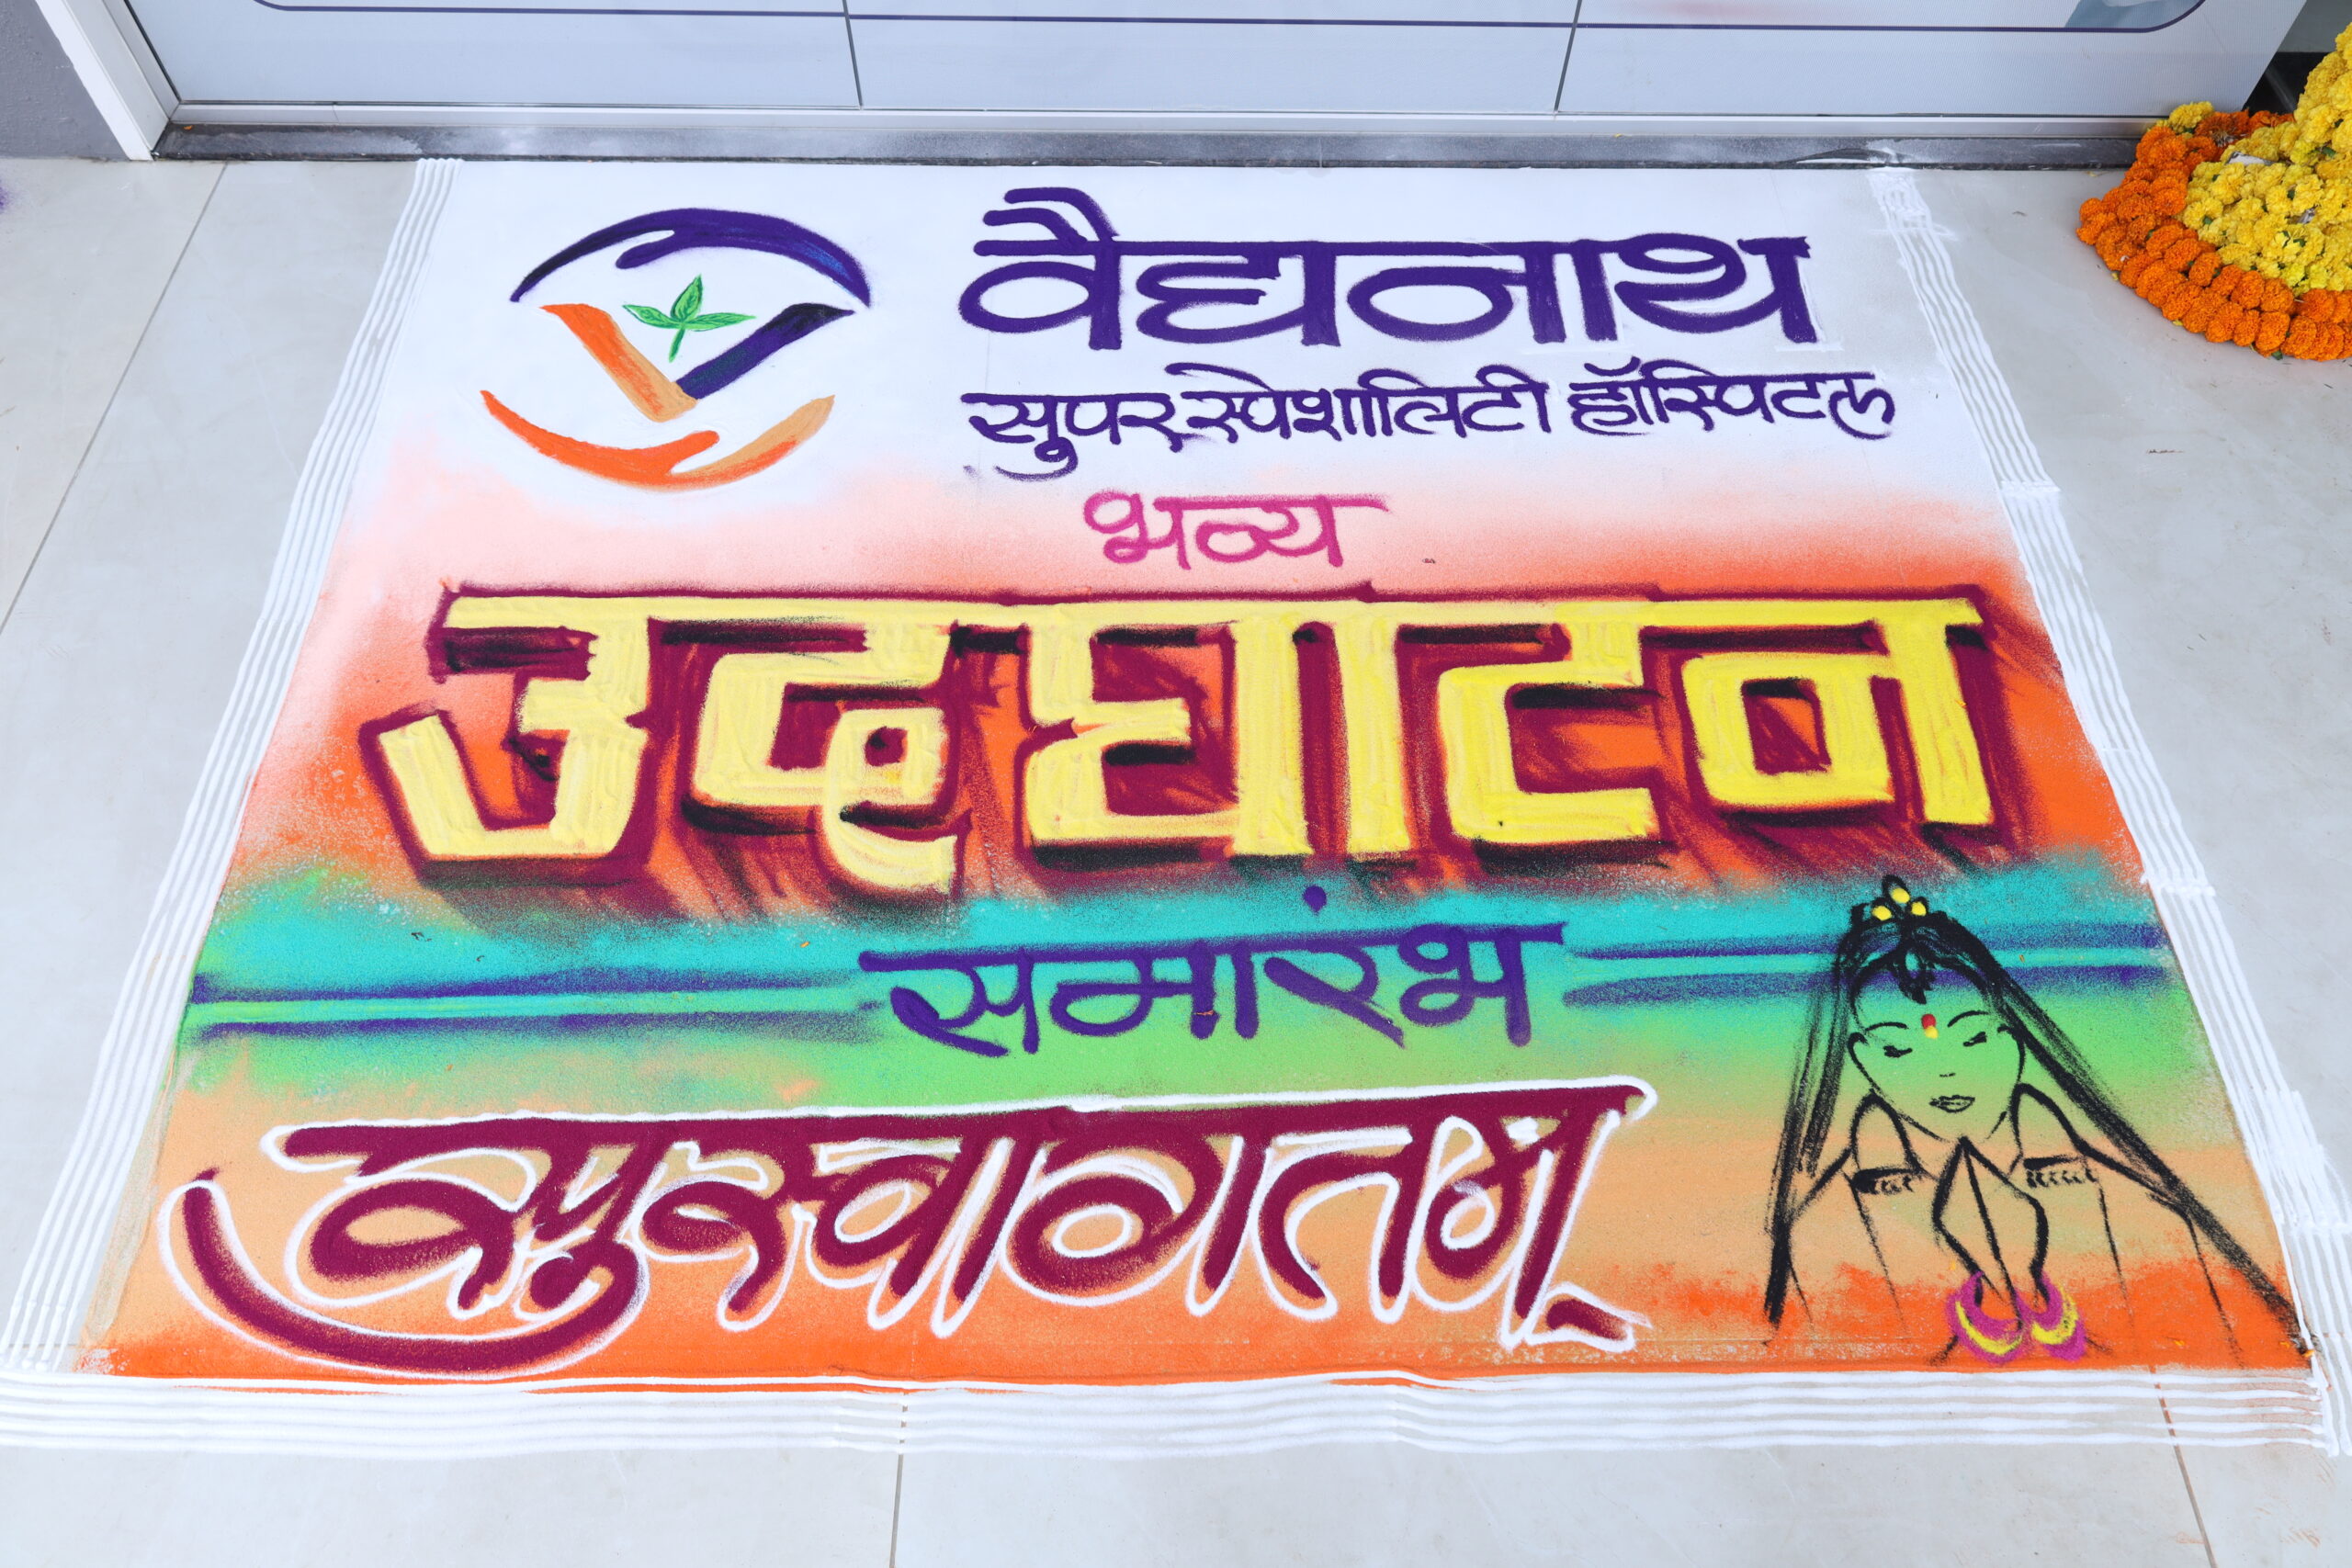 वैद्यनाथ
सुपर स्पेशालिटी हॉस्पिटल
भव्य
उद्घाटन
समारंभ
सुस्वागतम्